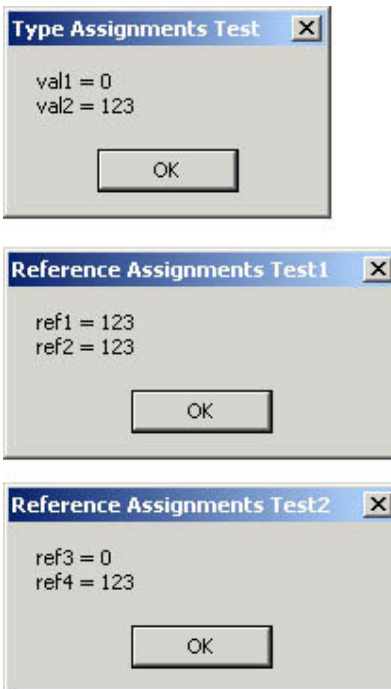 Type Assignments Test
val1 = 0
val2 = 123
OK
Reference Assignments Test1
ref1 = 123
ref2 = 123
OK
Reference Assignments Test2
ref3 = 0
ref4 = 123
OK